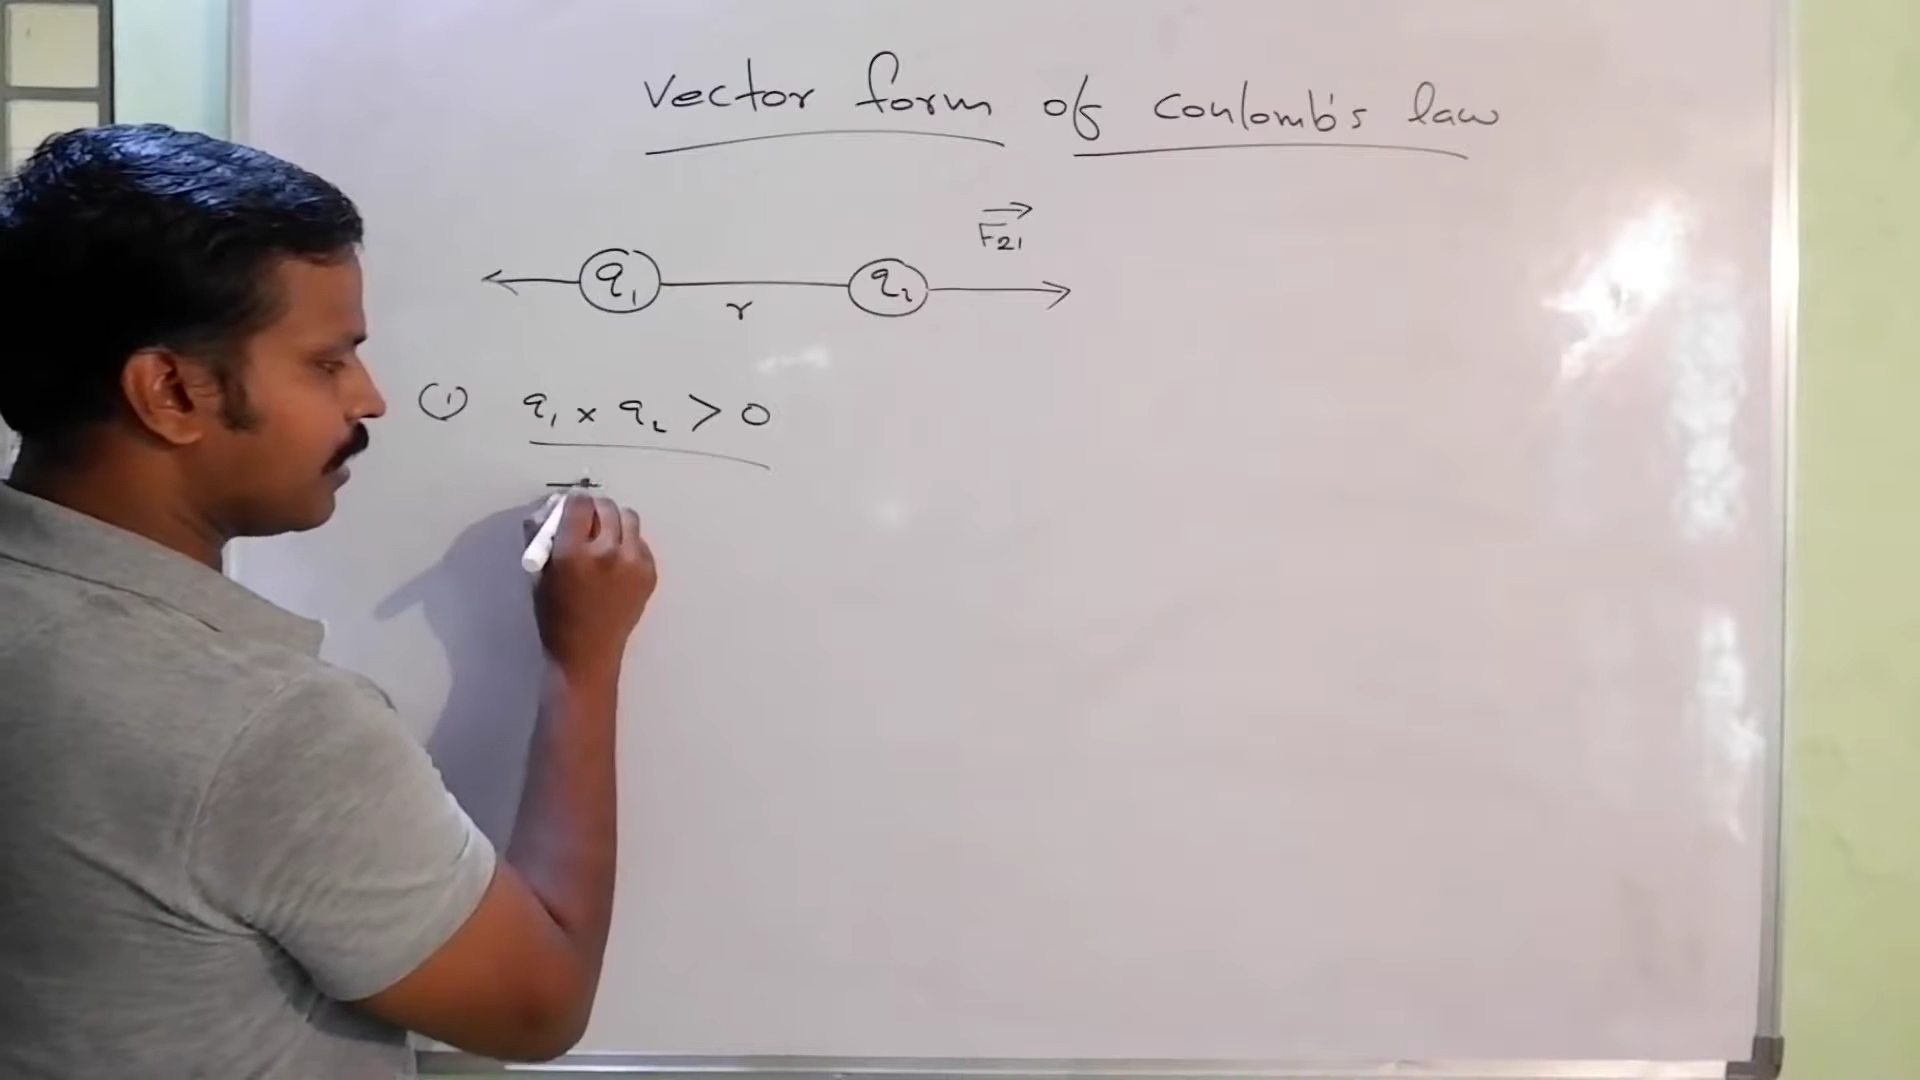 vector form of coulomb's law
F₂₁
q₁ q₂
r
① q₁ × q₂ > 0